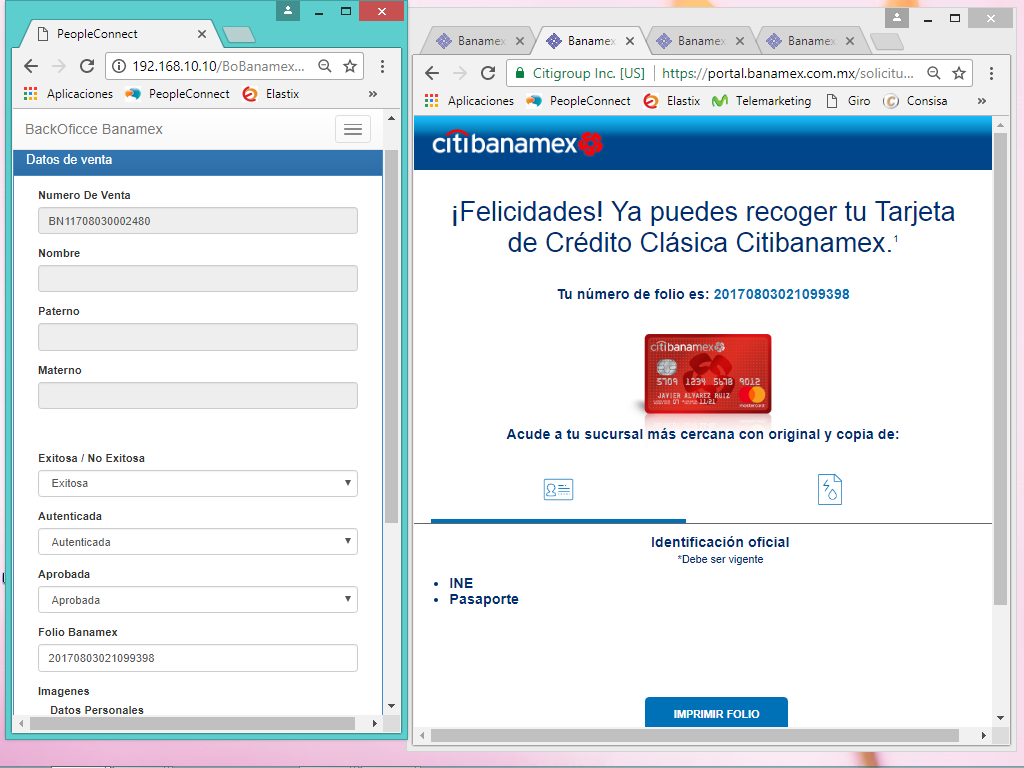 PeopleConnect
192.168.10.10/BoBanamex...
Aplicaciones PeopleConnect Elastix »
BackOficce Banamex
Datos de venta
Numero De Venta
BN11708030002480
Nombre
Paterno
Materno
Exitosa / No Exitosa
Exitosa
Autenticada
Autenticada
Aprobada
Aprobada
Folio Banamex
20170803021099398
Imagenes
Datos Personales
Banamex Banamex Banamex Banamex
Citigroup Inc. [US] https://portal.banamex.com.mx/solicitu...
Aplicaciones PeopleConnect Elastix Telemarketing Giro Consisa »
citibanamex
¡Felicidades! Ya puedes recoger tu Tarjeta
de Crédito Clásica Citibanamex.1
Tu número de folio es: 20170803021099398
citibanamex
5709 1234 5678 9012
JAVIER ALVAREZ RUIZ
07 11/21
mastercard
Acude a tu sucursal más cercana con original y copia de:
Identificación oficial
*Debe ser vigente
• INE
• Pasaporte
IMPRIMIR FOLIO